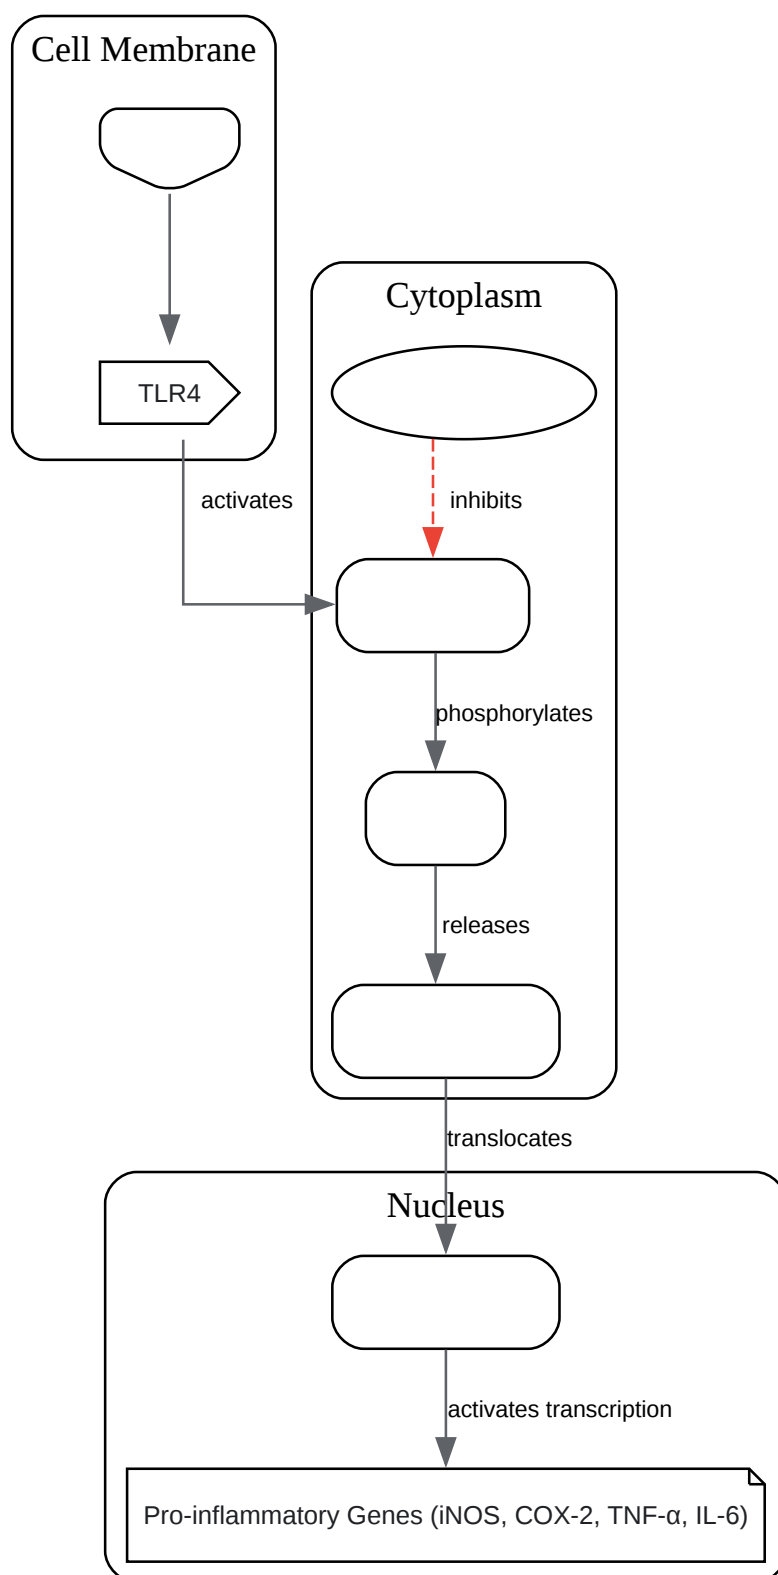 Cell Membrane
TLR4
activates
Cytoplasm
inhibits
phosphorylates
releases
translocates
Nucleus
activates transcription
Pro-inflammatory Genes (iNOS, COX-2, TNF-α, IL-6)